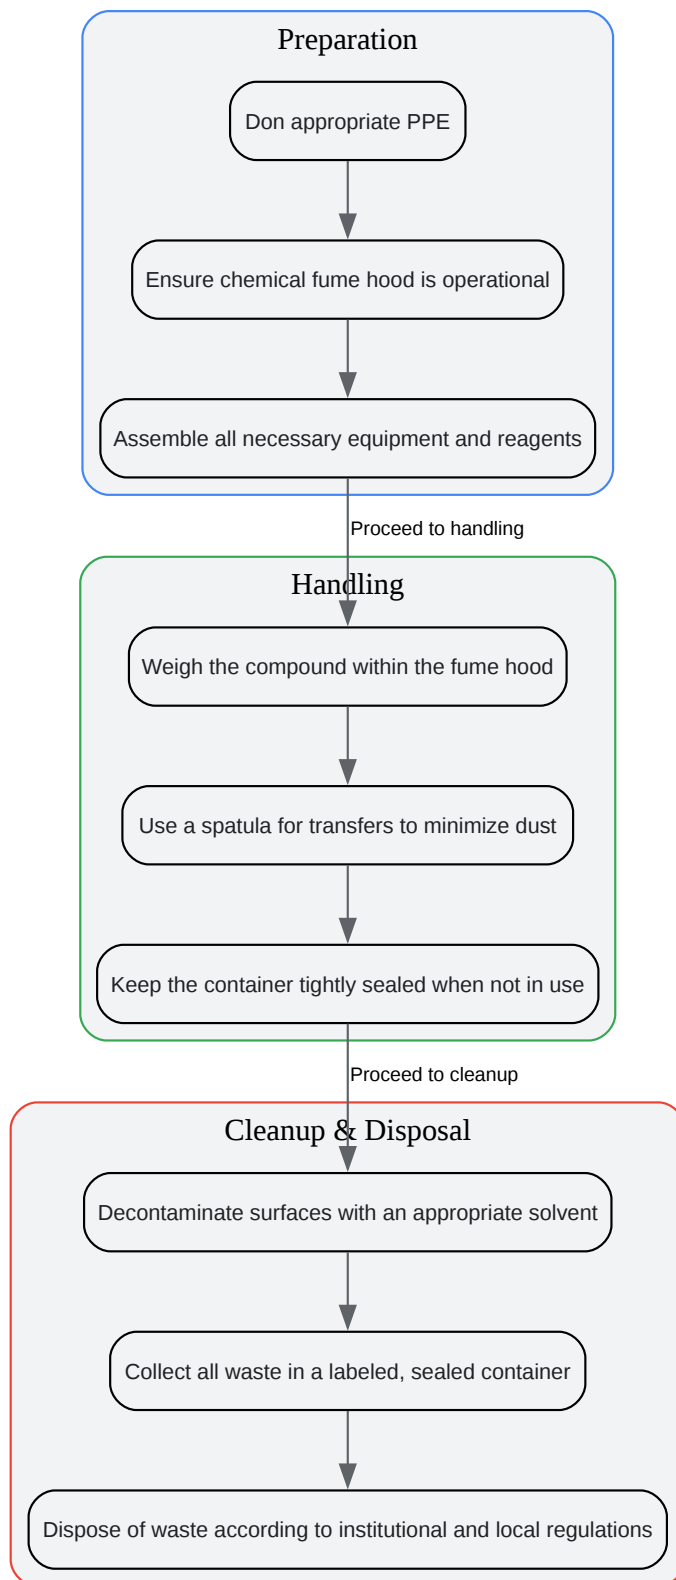 Preparation
Don appropriate PPE
Ensure chemical fume hood is operational
Assemble all necessary equipment and reagents
Proceed to handling
Handling
Weigh the compound within the fume hood
Use a spatula for transfers to minimize dust
Keep the container tightly sealed when not in use
Proceed to cleanup
Cleanup & Disposal
Decontaminate surfaces with an appropriate solvent
Collect all waste in a labeled, sealed container
Dispose of waste according to institutional and local regulations